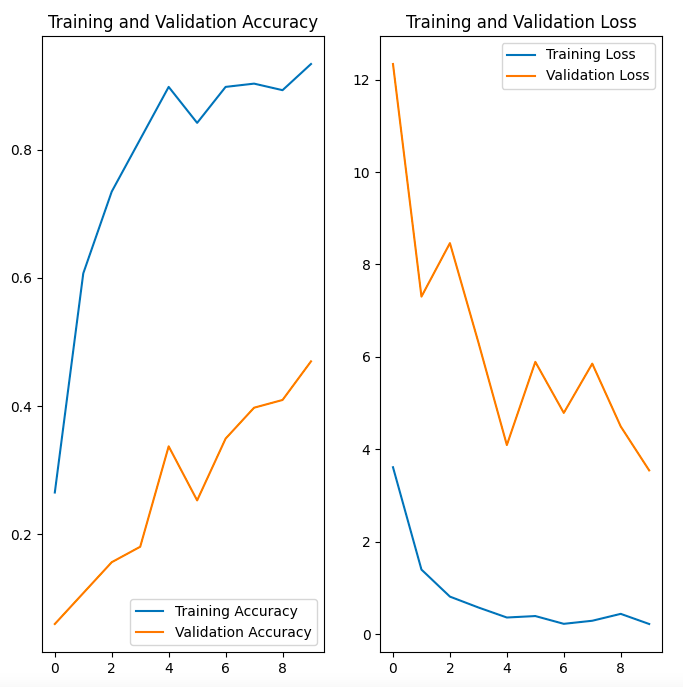 Training and Validation Accuracy
0.8
0.6
0.4
0.2
Training Accuracy
Validation Accuracy
0 2 4 6 8
Training and Validation Loss
Training Loss
Validation Loss
12
10
8
6
4
2
0
0 2 4 6 8